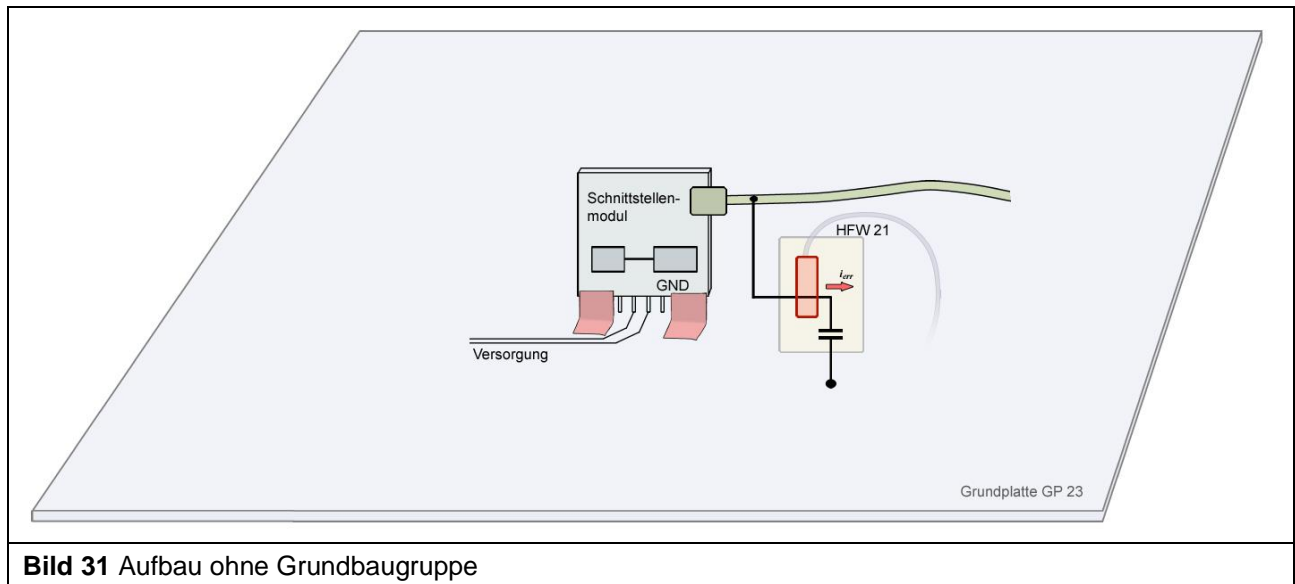 Schnittstellen-
modul
HFW 21
i_err
GND
Versorgung
Grundplatte GP 23
Bild 31 Aufbau ohne Grundbaugruppe